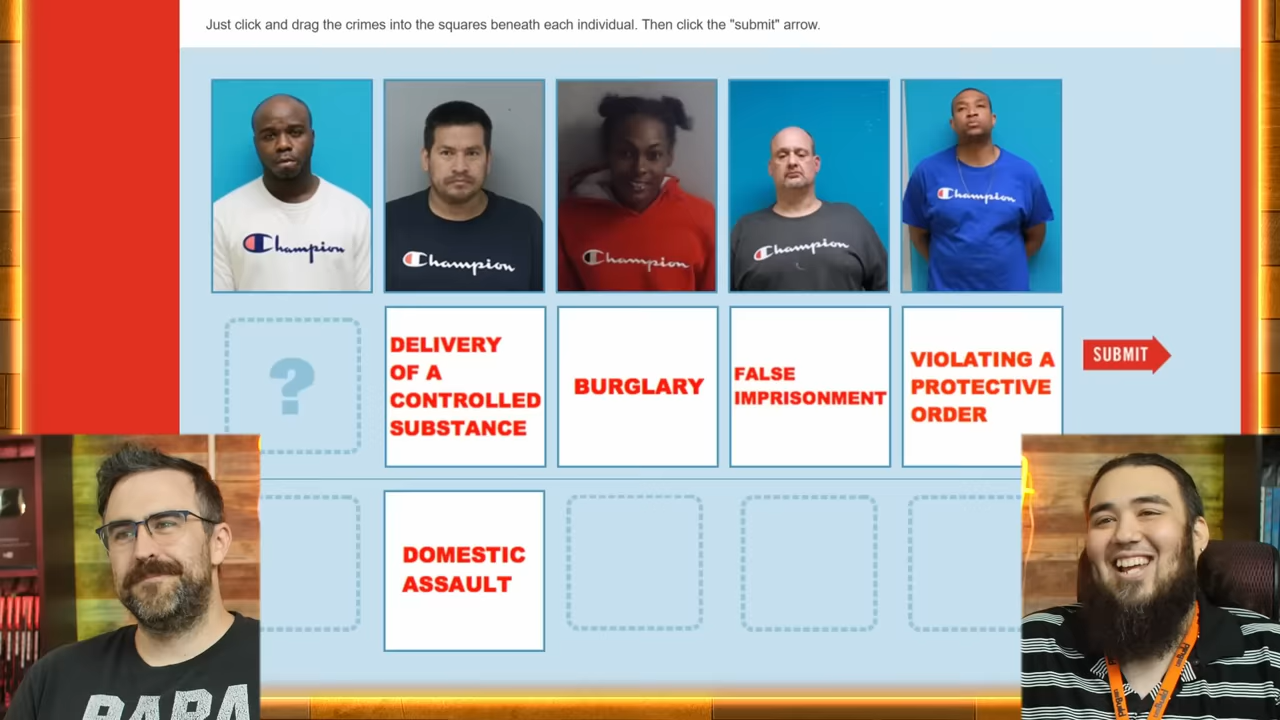 Just click and drag the crimes into the squares beneath each individual. Then click the "submit" arrow.
Champion
Champion
Champion
Champion
Champion
?
DELIVERY
OF A
CONTROLLED
SUBSTANCE
BURGLARY
FALSE
IMPRISONMENT
VIOLATING A
PROTECTIVE
ORDER
SUBMIT
DOMESTIC
ASSAULT
PAPA